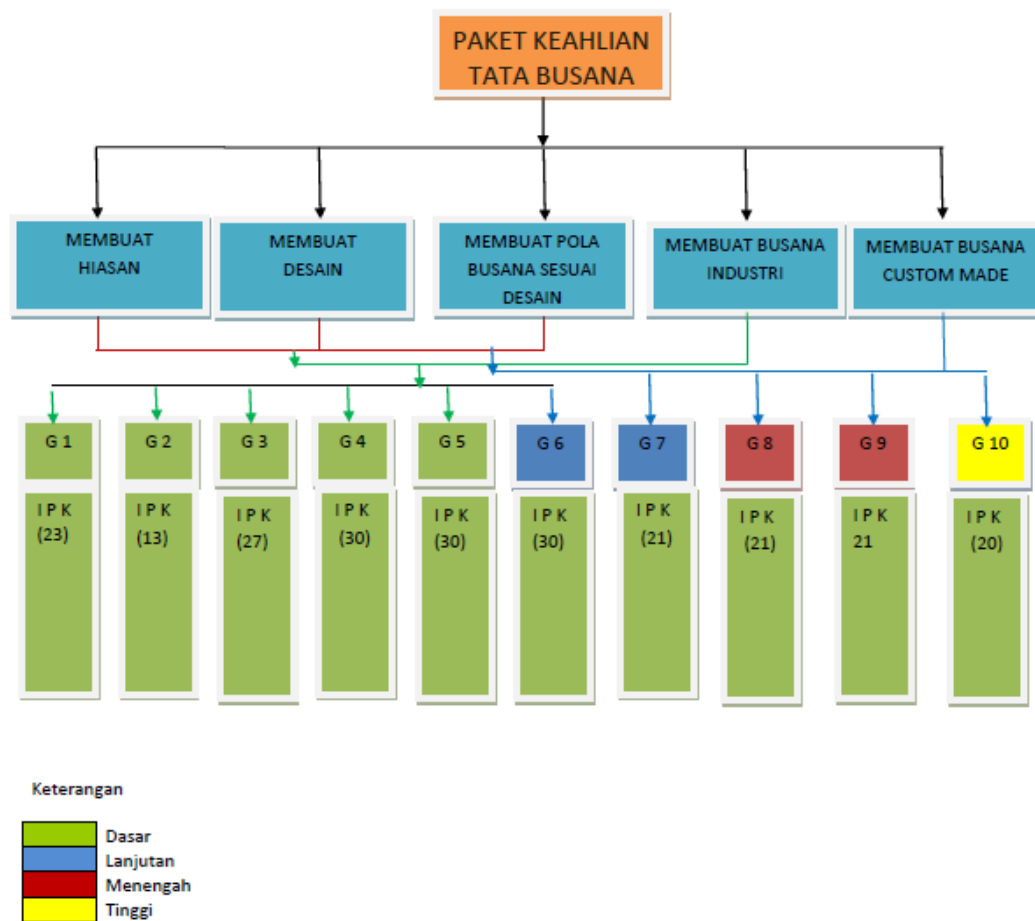 PAKET KEAHLIAN
TATA BUSANA
MEMBUAT
HIASAN
MEMBUAT
DESAIN
MEMBUAT POLA
BUSANA SESUAI
DESAIN
MEMBUAT BUSANA
INDUSTRI
MEMBUAT BUSANA
CUSTOM MADE
G 1
G 2
G 3
G 4
G 5
G 6
G 7
G 8
G 9
G 10
I P K
(23)
I P K
(13)
I P K
(27)
I P K
(30)
I P K
(30)
I P K
(30)
I P K
(21)
I P K
(21)
I P K
21
I P K
(20)
Keterangan
Dasar
Lanjutan
Menengah
Tinggi